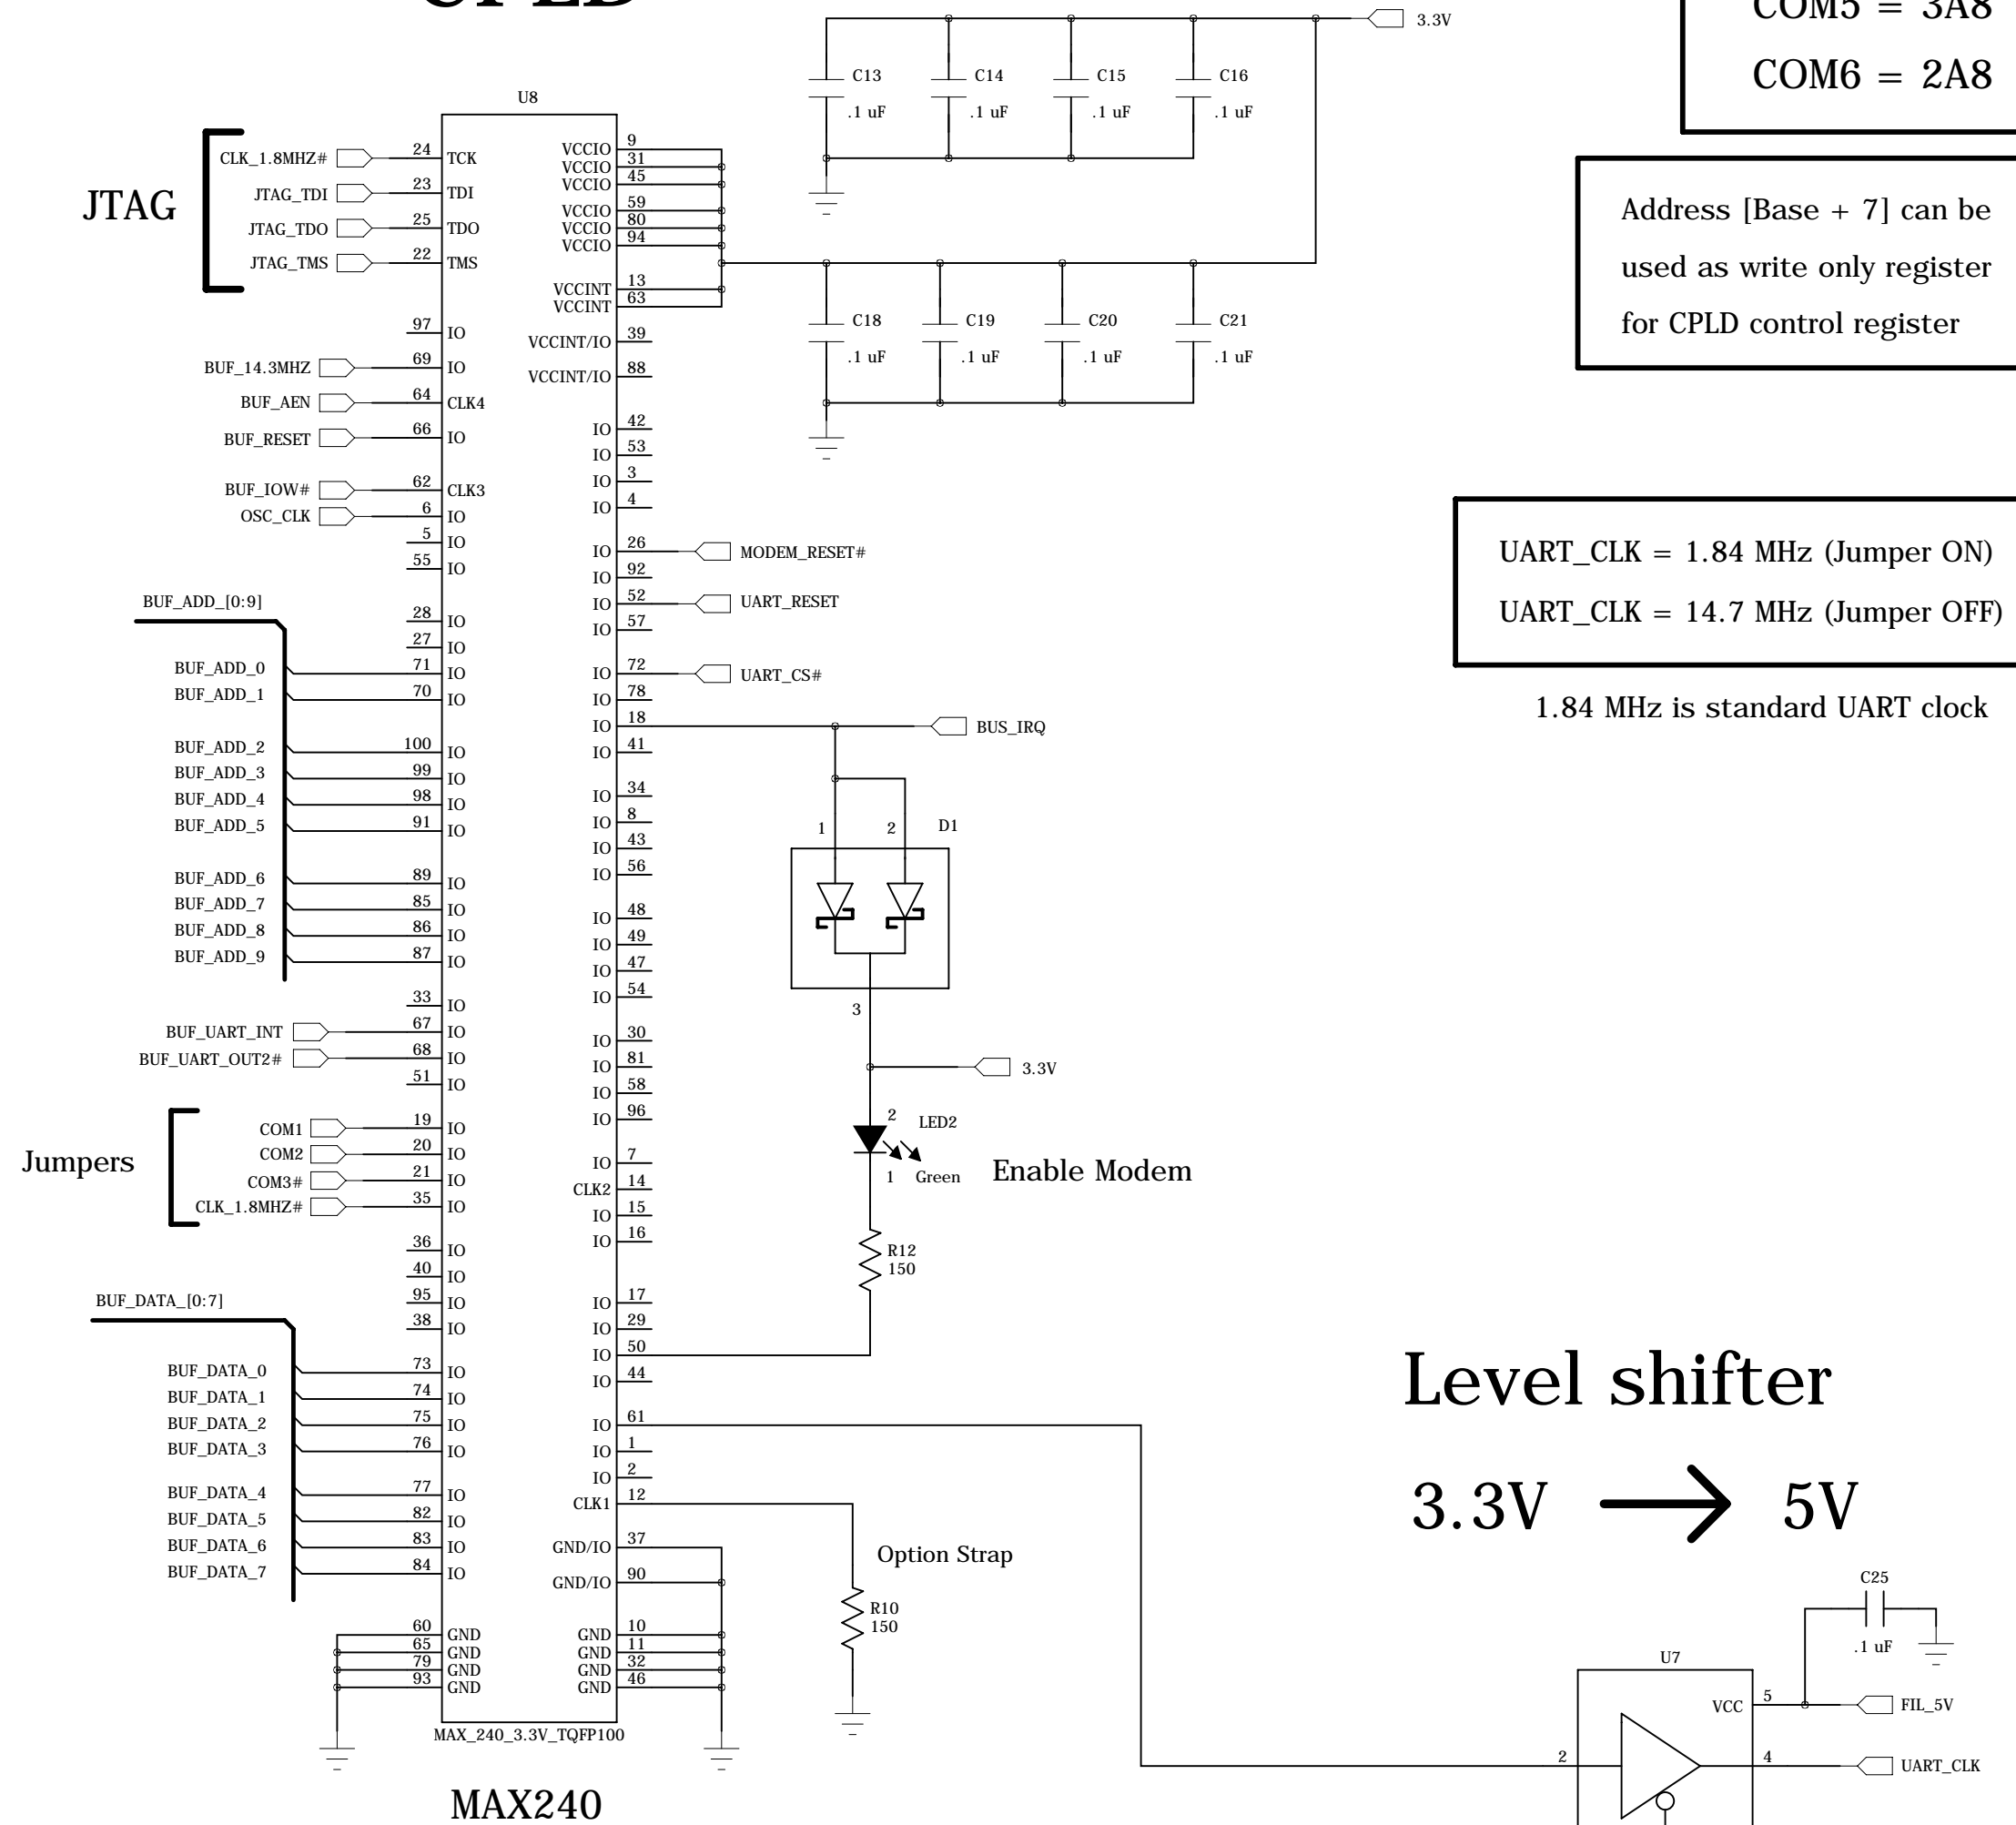 CPLD
COM5 = 3A8
COM6 = 2A8
Address [Base + 7] can be
used as write only register
for CPLD control register
UART_CLK = 1.84 MHz (Jumper ON)
UART_CLK = 14.7 MHz (Jumper OFF)
1.84 MHz is standard UART clock
3.3V
C13 .1 uF
C14 .1 uF
C15 .1 uF
C16 .1 uF
C18 .1 uF
C19 .1 uF
C20 .1 uF
C21 .1 uF
U8
JTAG
CLK_1.8MHZ# 24 TCK
JTAG_TDI 23 TDI
JTAG_TDO 25 TDO
JTAG_TMS 22 TMS
97 IO
BUF_14.3MHZ 69 IO
BUF_AEN 64 CLK4
BUF_RESET 66 IO
BUF_IOW# 62 CLK3
OSC_CLK 6 IO
5 IO
55 IO
BUF_ADD_[0:9]
28 IO
27 IO
BUF_ADD_0 71 IO
BUF_ADD_1 70 IO
BUF_ADD_2 100 IO
BUF_ADD_3 99 IO
BUF_ADD_4 98 IO
BUF_ADD_5 91 IO
BUF_ADD_6 89 IO
BUF_ADD_7 85 IO
BUF_ADD_8 86 IO
BUF_ADD_9 87 IO
33 IO
BUF_UART_INT 67 IO
BUF_UART_OUT2# 68 IO
51 IO
Jumpers
COM1 19 IO
COM2 20 IO
COM3# 21 IO
CLK_1.8MHZ# 35 IO
36 IO
40 IO
95 IO
38 IO
BUF_DATA_[0:7]
BUF_DATA_0 73 IO
BUF_DATA_1 74 IO
BUF_DATA_2 75 IO
BUF_DATA_3 76 IO
BUF_DATA_4 77 IO
BUF_DATA_5 82 IO
BUF_DATA_6 83 IO
BUF_DATA_7 84 IO
60 GND
65 GND
79 GND
93 GND
VCCIO 9
VCCIO 31
VCCIO 45
VCCIO 59
VCCIO 80
VCCIO 94
VCCINT 13
VCCINT 63
VCCINT/IO 39
VCCINT/IO 88
IO 42
IO 53
IO 3
IO 4
IO 26 MODEM_RESET#
IO 92
IO 52 UART_RESET
IO 57
IO 72 UART_CS#
IO 78
IO 18 BUS_IRQ
IO 41
IO 34
IO 8
IO 43
IO 56
IO 48
IO 49
IO 47
IO 54
IO 30
IO 81
IO 58
IO 96
IO 7
CLK2 14
IO 15
IO 16
IO 17
IO 29
IO 50
IO 44
IO 61
IO 1
IO 2
CLK1 12
GND/IO 37
GND/IO 90
GND 10
GND 11
GND 32
GND 46
MAX_240_3.3V_TQFP100
MAX240
1 2 D1
3
3.3V
2 LED2
1 Green
Enable Modem
R12
150
Option Strap
R10
150
Level shifter
3.3V → 5V
C25
.1 uF
U7
VCC 5 FIL_5V
2 4 UART_CLK